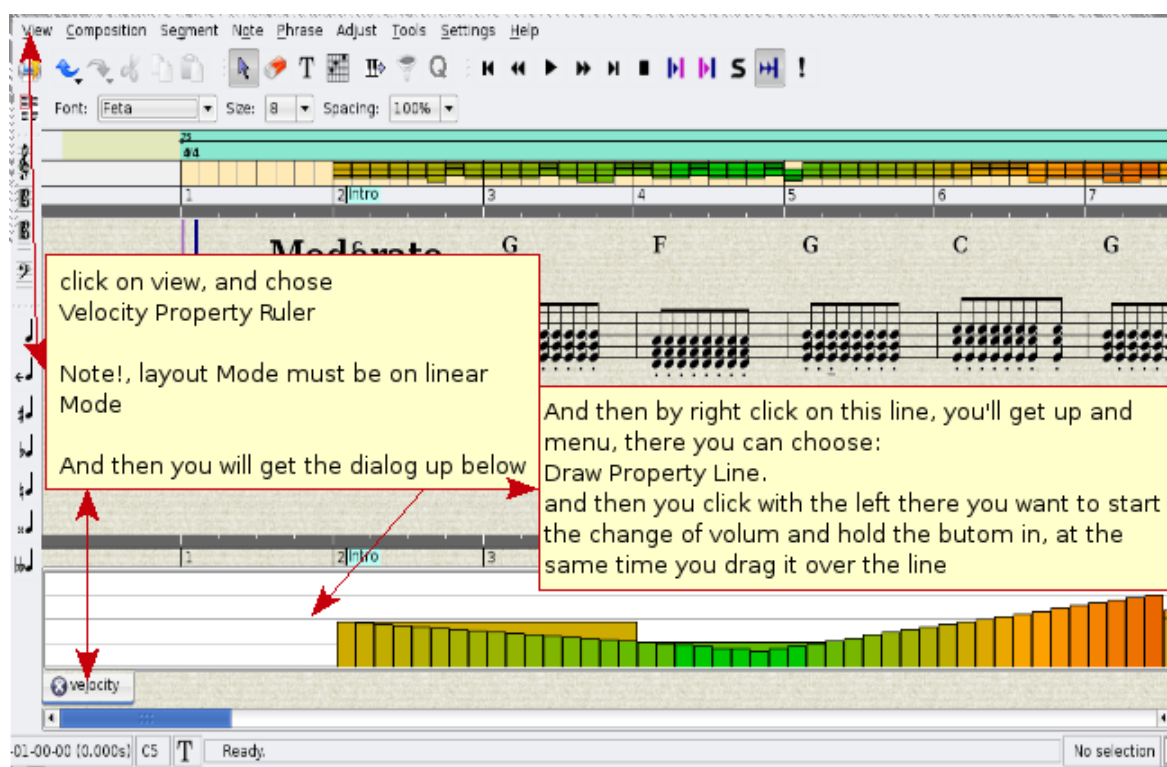 View Composition Segment Note Phrase Adjust Tools Settings Help
T Q S !
Font: Feta Size: 8 Spacing: 100%
75
4/4
1 2 Intro 3 4 5 6 7
Moderato G F G C G
click on view, and chose
Velocity Property Ruler
Note!, layout Mode must be on linear
Mode
And then you will get the dialog up below
And then by right click on this line, you'll get up and
menu, there you can choose:
Draw Property Line.
and then you click with the left there you want to start
the change of volum and hold the butom in, at the
same time you drag it over the line
1 2 Intro 3
velocity
-01-00-00 (0.000s) C5 T Ready. No selection